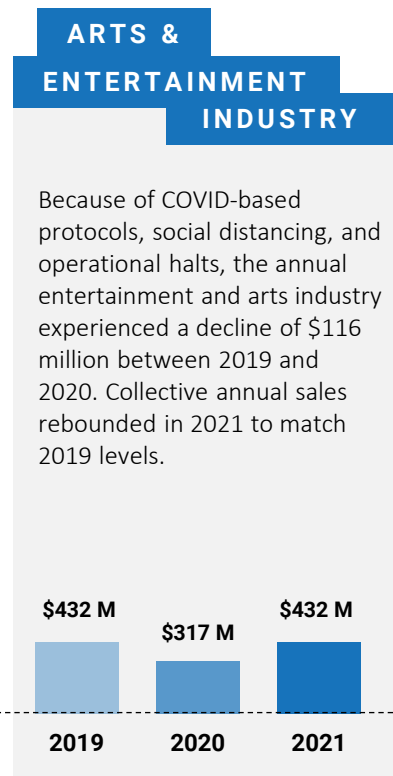 ARTS &
ENTERTAINMENT
INDUSTRY
Because of COVID-based
protocols, social distancing, and
operational halts, the annual
entertainment and arts industry
experienced a decline of $116
million between 2019 and
2020. Collective annual sales
rebounded in 2021 to match
2019 levels.
$432 M
$317 M
$432 M
2019
2020
2021